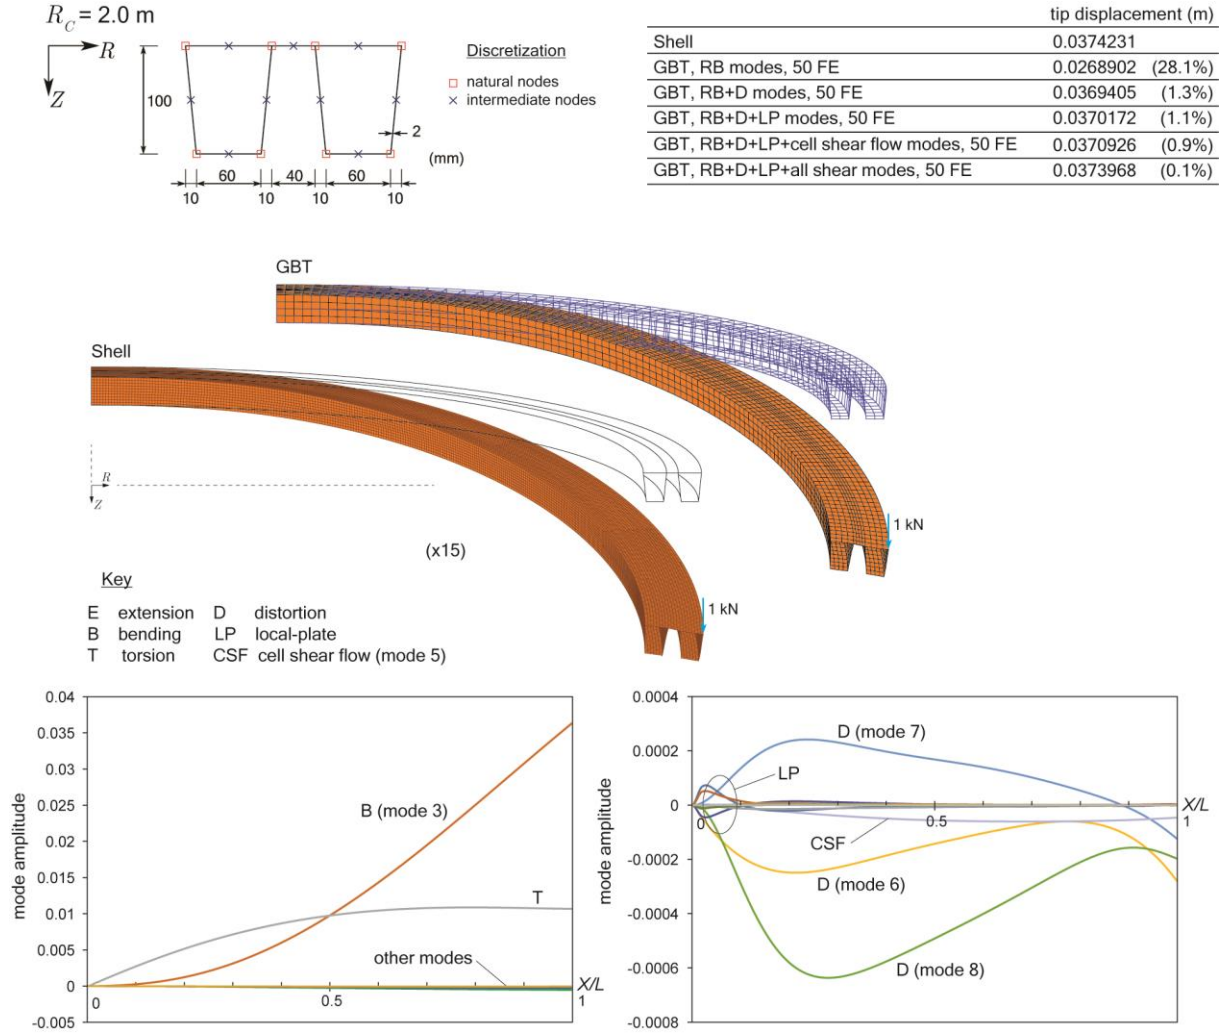 R_C = 2.0 m
R
Z
100
2
(mm)
60 40 60
10 10 10 10
Discretization
natural nodes
intermediate nodes
tip displacement (m)
Shell 0.0374231
GBT, RB modes, 50 FE 0.0268902 (28.1%)
GBT, RB+D modes, 50 FE 0.0369405 (1.3%)
GBT, RB+D+LP modes, 50 FE 0.0370172 (1.1%)
GBT, RB+D+LP+cell shear flow modes, 50 FE 0.0370926 (0.9%)
GBT, RB+D+LP+all shear modes, 50 FE 0.0373968 (0.1%)
GBT
Shell
R
Z
1 kN
(x15)
1 kN
Key
E extension D distortion
B bending LP local-plate
T torsion CSF cell shear flow (mode 5)
mode amplitude
0.04
0.035
0.03
0.025
0.02
0.015
0.01
0.005
0
-0.005
B (mode 3)
T
other modes
X/L
0 0.5 1
mode amplitude
0.0004
0.0002
0
-0.0002
-0.0004
-0.0006
-0.0008
D (mode 7)
LP
X/L
0 0.5 1
CSF
D (mode 6)
D (mode 8)